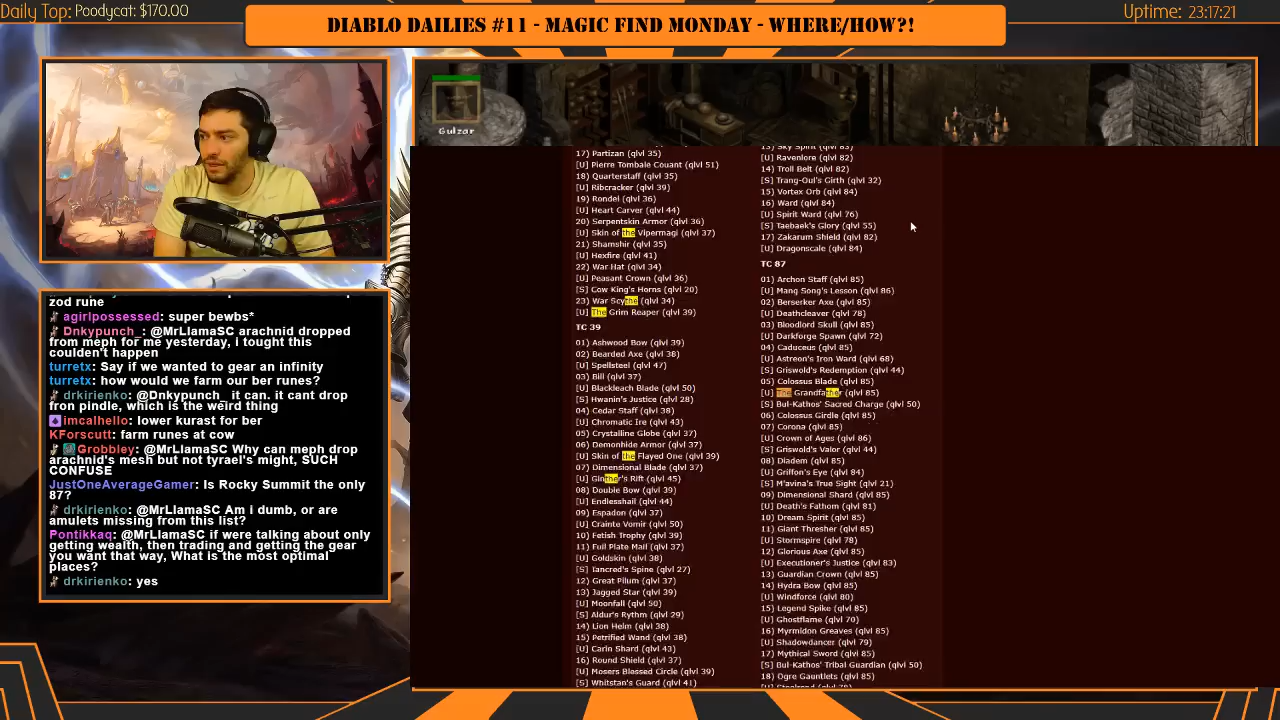 Daily Top: Poodycat: $170.00
DIABLO DAILIES #11 - MAGIC FIND MONDAY - WHERE/HOW?!
Uptime: 23:17:21
Gulzar
zod rune
agirlpossessed: super bewbs*
Dnkypunch_: @MrLlamaSC arachnid dropped
from meph for me yesterday, i tought this
couldn't happen
turretx: Say if we wanted to gear an infinity
turretx: how would we farm our ber runes?
drkirienko: @Dnkypunch_ it can. it cant drop
fron pindle, which is the weird thing
imcalhello: lower kurast for ber
KForscutt: farm runes at cow
Grobbley: @MrLlamaSC Why can meph drop
arachnid's mesh but not tyrael's might, SUCH
CONFUSE
JustOneAverageGamer: Is Rocky Summit the only
87?
drkirienko: @MrLlamaSC Am i dumb, or are
amulets missing from this list?
Pontikkaq: @MrLlamaSC if were talking about only
getting wealth, then trading and getting the gear
you want that way, What is the most optimal
places?
drkirienko: yes
17) Partizan (qlvl 35)
[U] Pierre Tombale Couant (qlvl 51)
18) Quarterstaff (qlvl 35)
[U] Ribcracker (qlvl 39)
19) Rondel (qlvl 36)
[U] Heart Carver (qlvl 44)
20) Serpentskin Armor (qlvl 36)
[U] Skin of the Vipermagi (qlvl 37)
21) Shamshir (qlvl 35)
[U] Hexfire (qlvl 41)
22) War Hat (qlvl 34)
[U] Peasant Crown (qlvl 36)
[S] Cow King's Horns (qlvl 20)
23) War Scythe (qlvl 34)
[U] The Grim Reaper (qlvl 39)
TC 39
01) Ashwood Bow (qlvl 39)
02) Bearded Axe (qlvl 38)
[U] Spellsteel (qlvl 47)
03) Bill (qlvl 37)
[U] Blackleach Blade (qlvl 50)
[S] Hwanin's Justice (qlvl 28)
04) Cedar Staff (qlvl 38)
[U] Chromatic Ire (qlvl 43)
05) Crystalline Globe (qlvl 37)
06) Demonhide Armor (qlvl 37)
[U] Skin of the Flayed One (qlvl 39)
07) Dimensional Blade (qlvl 37)
[U] Ginther's Rift (qlvl 45)
08) Double Bow (qlvl 39)
[U] Endlesshail (qlvl 44)
09) Espadon (qlvl 37)
[U] Crainte Vomir (qlvl 50)
10) Fetish Trophy (qlvl 39)
11) Full Plate Mail (qlvl 37)
[U] Goldskin (qlvl 38)
[S] Tancred's Spine (qlvl 27)
12) Great Pilum (qlvl 37)
13) Jagged Star (qlvl 39)
[U] Moonfall (qlvl 50)
[S] Aldur's Rythm (qlvl 29)
14) Lion Helm (qlvl 38)
15) Petrified Wand (qlvl 38)
[U] Carin Shard (qlvl 43)
16) Round Shield (qlvl 37)
[U] Mosers Blessed Circle (qlvl 39)
[S] Whitstan's Guard (qlvl 41)
13) Sky Spirit (qlvl 83)
[U] Ravenlore (qlvl 82)
14) Troll Belt (qlvl 82)
[S] Trang-Oul's Girth (qlvl 32)
15) Vortex Orb (qlvl 84)
16) Ward (qlvl 84)
[U] Spirit Ward (qlvl 76)
[S] Taebaek's Glory (qlvl 55)
17) Zakarum Shield (qlvl 82)
[U] Dragonscale (qlvl 84)
TC 87
01) Archon Staff (qlvl 85)
[U] Mang Song's Lesson (qlvl 86)
02) Berserker Axe (qlvl 85)
[U] Deathcleaver (qlvl 78)
03) Bloodlord Skull (qlvl 85)
[U] Darkforge Spawn (qlvl 72)
04) Caduceus (qlvl 85)
[U] Astreon's Iron Ward (qlvl 68)
[S] Griswold's Redemption (qlvl 44)
05) Colossus Blade (qlvl 85)
[U] The Grandfather (qlvl 85)
[S] Bul-Kathos' Sacred Charge (qlvl 50)
06) Colossus Girdle (qlvl 85)
07) Corona (qlvl 85)
[U] Crown of Ages (qlvl 86)
[S] Griswold's Valor (qlvl 44)
08) Diadem (qlvl 85)
[U] Griffon's Eye (qlvl 84)
[S] M'avina's True Sight (qlvl 21)
09) Dimensional Shard (qlvl 85)
[U] Death's Fathom (qlvl 81)
10) Dream Spirit (qlvl 85)
11) Giant Thresher (qlvl 85)
[U] Stormspire (qlvl 78)
12) Glorious Axe (qlvl 85)
[U] Executioner's Justice (qlvl 83)
13) Guardian Crown (qlvl 85)
14) Hydra Bow (qlvl 85)
[U] Windforce (qlvl 80)
15) Legend Spike (qlvl 85)
[U] Ghostflame (qlvl 70)
16) Myrmidon Greaves (qlvl 85)
[U] Shadowdancer (qlvl 79)
17) Mythical Sword (qlvl 85)
[S] Bul-Kathos' Tribal Guardian (qlvl 50)
18) Ogre Gauntlets (qlvl 85)